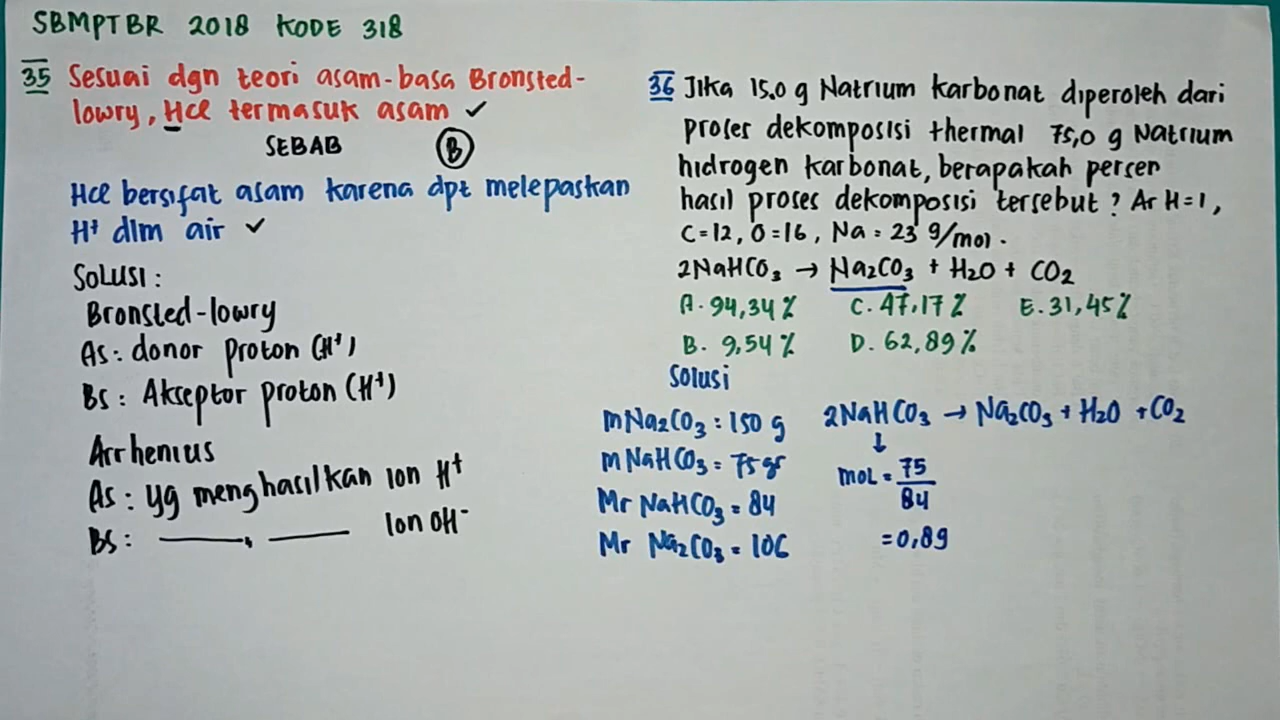 SBMPTBR 2018 KODE 318
35 Sesuai dgn teori asam-basa Bronsted-
lowry, Hcl termasuk asam ✓
SEBAB B
Hcl bersifat asam karena dpt melepaskan
H⁺ dlm air ✓
SOLUSI :
Bronsted-lowry
As : donor proton (H⁺)
Bs : Akseptor proton (H⁺)
Arrhenius
As : yg menghasilkan Ion H⁺
Bs : ——, —— Ion OH⁻
36 Jika 15.0 g Natrium karbonat diperoleh dari
proses dekomposisi thermal 75,0 g Natrium
hidrogen karbonat, berapakah persen
hasil proses dekomposisi tersebut ? Ar H = 1,
C = 12, O = 16, Na = 23 g/mol.
2NaHCO₃ → Na₂CO₃ + H₂O + CO₂
A. 94,34 % C. 47,17 % E. 31,45 %
B. 9,54 % D. 62,89 %
Solusi
mNa₂CO₃ : 150 g
mNaHCO₃ = 75 gr
Mr NaHCO₃ = 84
Mr Na₂CO₃ = 106
2NaHCO₃ → Na₂CO₃ + H₂O + CO₂
↓
mol = 75/84
= 0,89